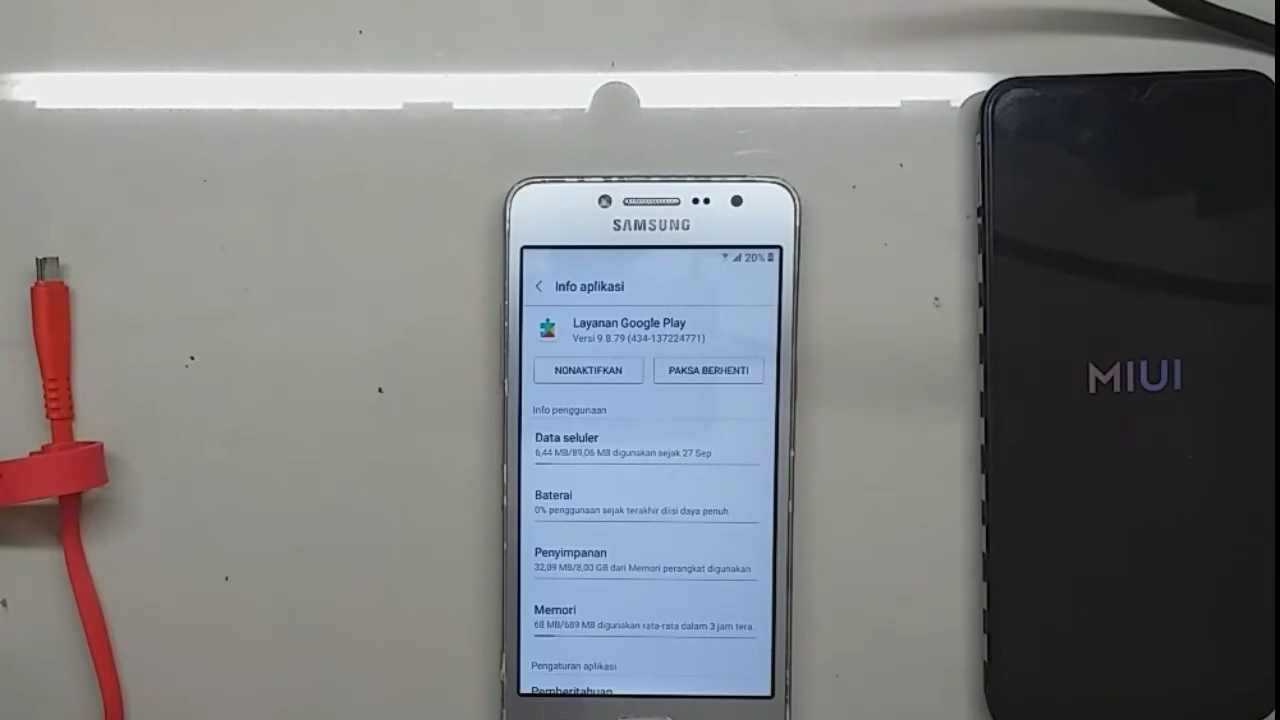 SAMSUNG
20%
Info aplikasi
Layanan Google Play
Versi 9.8.79 (434-137224771)
NONAKTIFKAN
PAKSA BERHENTI
Info penggunaan
Data seluler
6,44 MB/89,06 MB digunakan sejak 27 Sep
Baterai
0% penggunaan sejak terakhir diisi daya penuh
Penyimpanan
32,09 MB/8,00 GB dari Memori perangkat digunakan
Memori
68 MB/689 MB digunakan rata-rata dalam 3 jam tera..
Pengaturan aplikasi
Pemberitahuan
MIUI